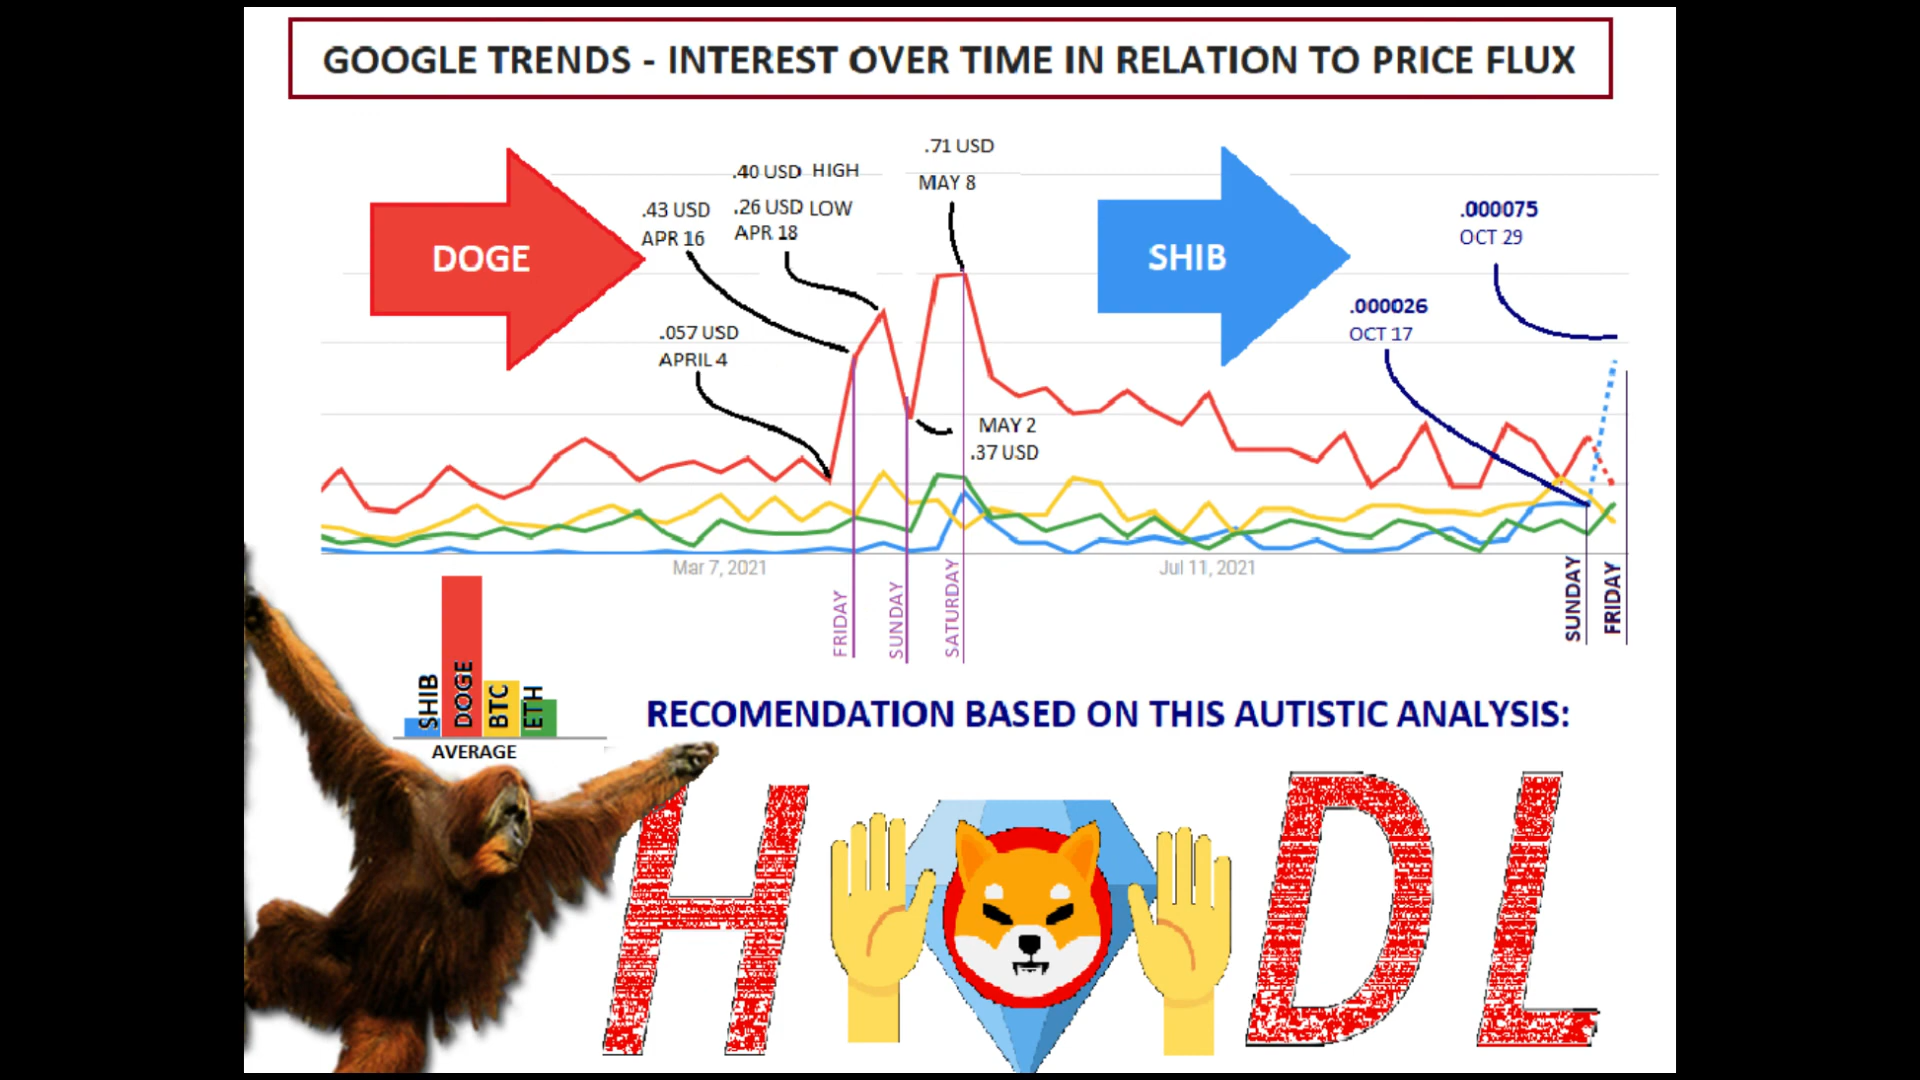 GOOGLE TRENDS - INTEREST OVER TIME IN RELATION TO PRICE FLUX
DOGE
.43 USD
APR 16
.40 USD HIGH
.26 USD LOW
APR 18
.71 USD
MAY 8
.057 USD
APRIL 4
MAY 2
.37 USD
SHIB
.000075
OCT 29
.000026
OCT 17
Mar 7, 2021
Jul 11, 2021
FRIDAY
SUNDAY
SATURDAY
SUNDAY
FRIDAY
SHIB
DOGE
BTC
ETH
AVERAGE
RECOMENDATION BASED ON THIS AUTISTIC ANALYSIS:
H DL